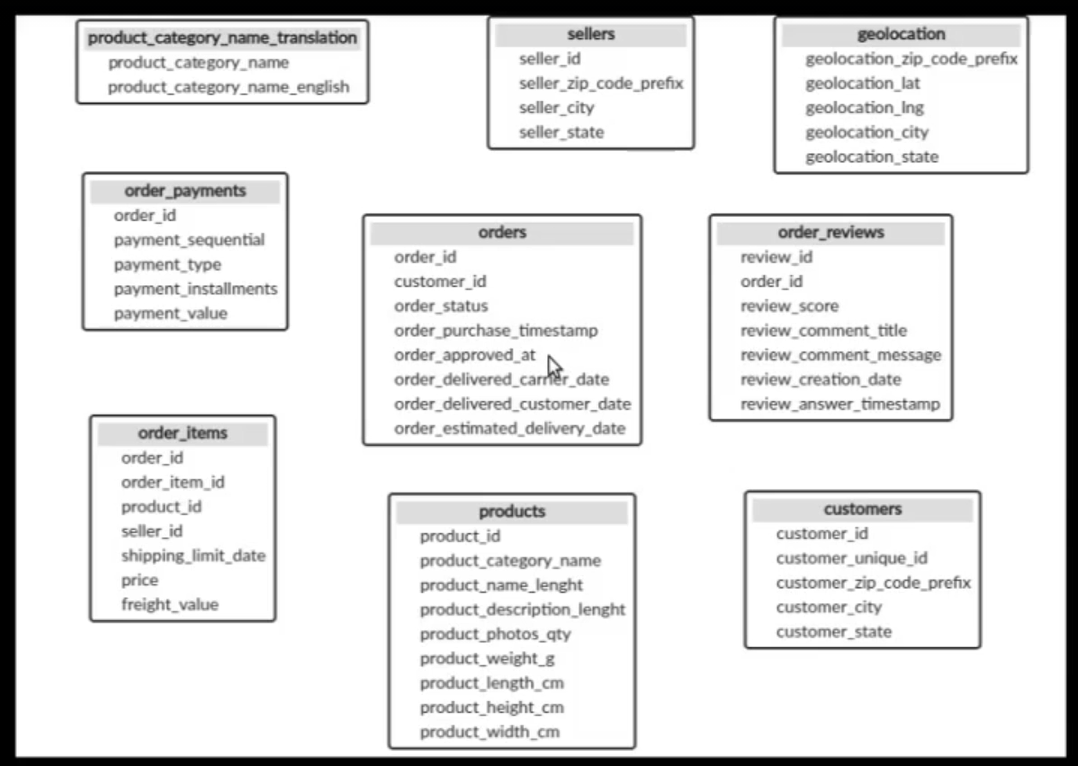 product_category_name_translation
product_category_name
product_category_name_english
sellers
seller_id
seller_zip_code_prefix
seller_city
seller_state
geolocation
geolocation_zip_code_prefix
geolocation_lat
geolocation_lng
geolocation_city
geolocation_state
order_payments
order_id
payment_sequential
payment_type
payment_installments
payment_value
orders
order_id
customer_id
order_status
order_purchase_timestamp
order_approved_at
order_delivered_carrier_date
order_delivered_customer_date
order_estimated_delivery_date
order_reviews
review_id
order_id
review_score
review_comment_title
review_comment_message
review_creation_date
review_answer_timestamp
order_items
order_id
order_item_id
product_id
seller_id
shipping_limit_date
price
freight_value
products
product_id
product_category_name
product_name_lenght
product_description_lenght
product_photos_qty
product_weight_g
product_length_cm
product_height_cm
product_width_cm
customers
customer_id
customer_unique_id
customer_zip_code_prefix
customer_city
customer_state